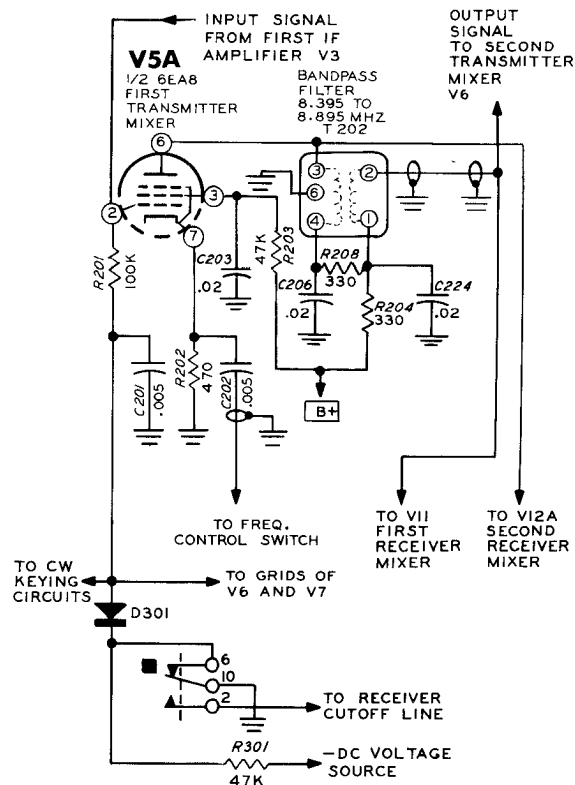 INPUT SIGNAL
FROM FIRST IF
AMPLIFIER V3
OUTPUT
SIGNAL
TO SECOND
TRANSMITTER
MIXER
V6
V5A
1/2 6EA8
FIRST
TRANSMITTER
MIXER
BANDPASS
FILTER
8.395 TO
8.895 MHZ
T 202
6
2
3
7
3
2
6
4
1
R201
100K
C203
.02
47K
R203
C206
.02
R208
330
R204
330
C224
.02
C201
.005
R202
470
C202
.005
B+
TO FREQ.
CONTROL SWITCH
TO V11
FIRST
RECEIVER
MIXER
TO V12A
SECOND
RECEIVER
MIXER
TO CW
KEYING
CIRCUITS
TO GRIDS OF
V6 AND V7
D301
6
10
2
TO RECEIVER
CUTOFF LINE
R301
47K
-DC VOLTAGE
SOURCE